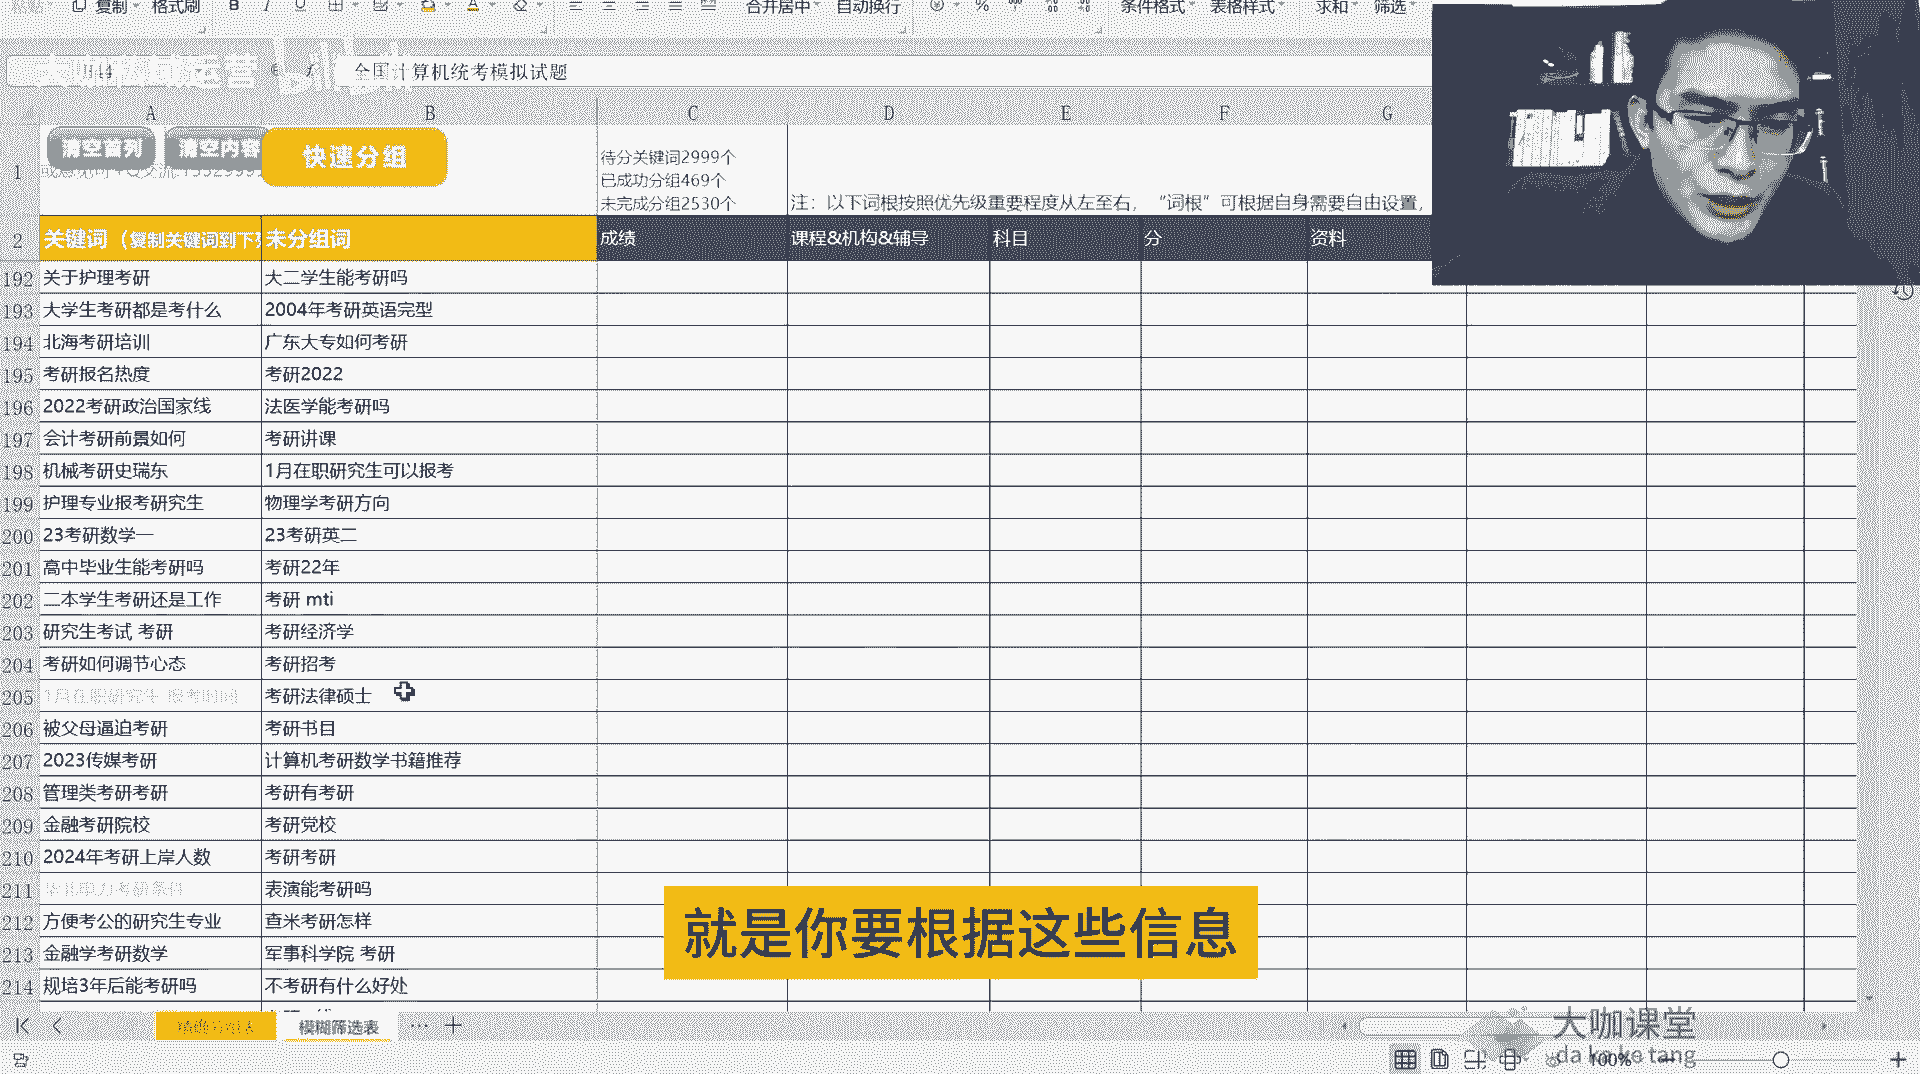 复制 格式刷 B I U 合并居中 自动换行 % 条件格式 表格样式 求和 筛选
全国计算机统考模拟试题
A B C D E F G
清空首列 清空内容 快速分组
待分关键词2999个
已成功分组469个
未完成分组2530个
注：以下词根按照优先级重要程度从左至右，“词根”可根据自身需要自由设置，
1
2 关键词（复制关键词到下 未分组词 成绩 课程&机构&辅导 科目 分 资料
192 关于护理考研 大二学生能考研吗
193 大学生考研都是考什么 2004年考研英语完型
194 北海考研培训 广东大专如何考研
195 考研报名热度 考研2022
196 2022考研政治国家线 法医学能考研吗
197 会计考研前景如何 考研讲课
198 机械考研史瑞东 1月在职研究生可以报考
199 护理专业报考研究生 物理学考研方向
200 23考研数学一 23考研英二
201 高中毕业生能考研吗 考研22年
202 二本学生考研还是工作 考研 mti
203 研究生考试 考研 考研经济学
204 考研如何调节心态 考研招考
205 1月在职研究生 报考时间 考研法律硕士
206 被父母逼迫考研 考研书目
207 2023传媒考研 计算机考研数学书籍推荐
208 管理类考研考研 考研有考研
209 金融考研院校 考研党校
210 2024年考研上岸人数 考研考研
211 表演能考研吗
212 方便考公的研究生专业 查米考研怎样
213 金融学考研数学 军事科学院 考研
214 规培3年后能考研吗 不考研有什么好处
就是你要根据这些信息
模糊筛选表 ··· +
大咖课堂
da ka ke tang
100%